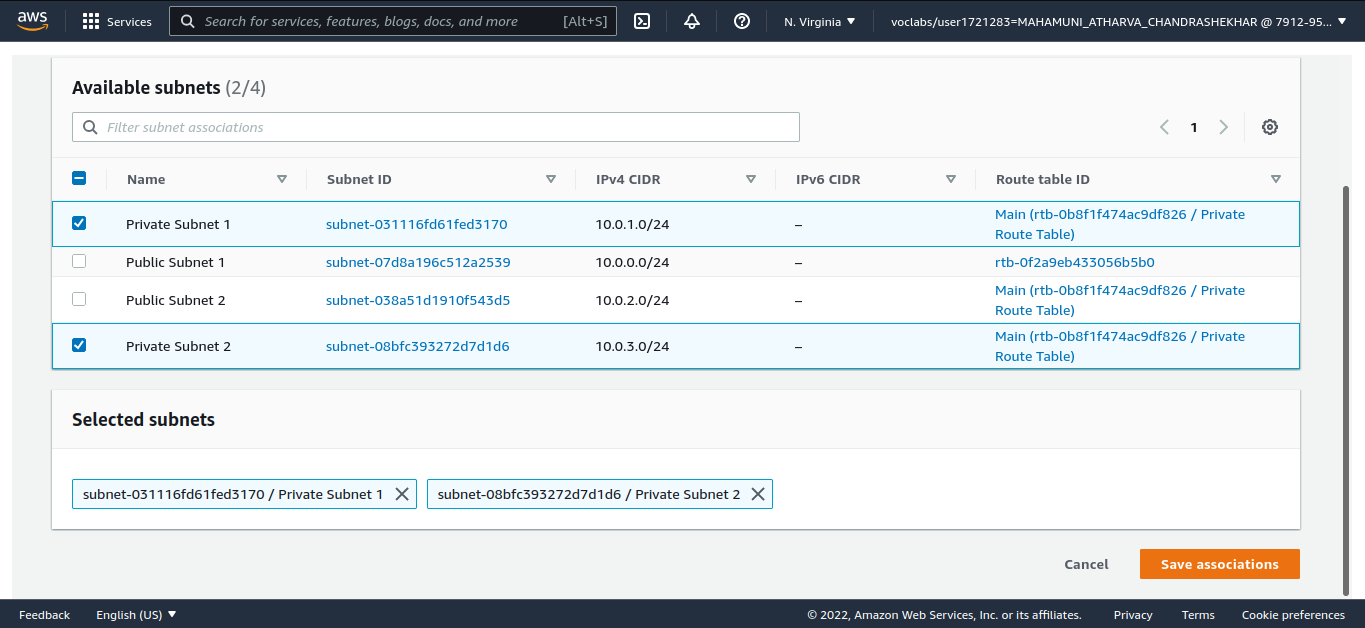 aws Services Search for services, features, blogs, docs, and more [Alt+S] N. Virginia voclabs/user1721283=MAHAMUNI_ATHARVA_CHANDRASHEKHAR @ 7912-95...
Available subnets (2/4)
Filter subnet associations 1
Name Subnet ID IPv4 CIDR IPv6 CIDR Route table ID
Private Subnet 1 subnet-031116fd61fed3170 10.0.1.0/24 – Main (rtb-0b8f1f474ac9df826 / Private
Route Table)
Public Subnet 1 subnet-07d8a196c512a2539 10.0.0.0/24 – rtb-0f2a9eb433056b5b0
Public Subnet 2 subnet-038a51d1910f543d5 10.0.2.0/24 – Main (rtb-0b8f1f474ac9df826 / Private
Route Table)
Private Subnet 2 subnet-08bfc393272d7d1d6 10.0.3.0/24 – Main (rtb-0b8f1f474ac9df826 / Private
Route Table)
Selected subnets
subnet-031116fd61fed3170 / Private Subnet 1 subnet-08bfc393272d7d1d6 / Private Subnet 2
Cancel Save associations
Feedback English (US) © 2022, Amazon Web Services, Inc. or its affiliates. Privacy Terms Cookie preferences